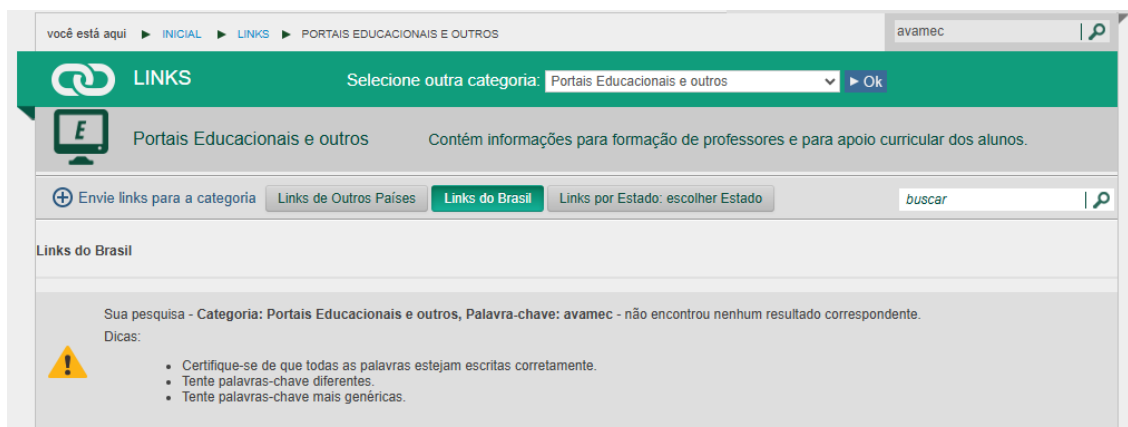 você está aqui ► INICIAL ► LINKS ► PORTAIS EDUCACIONAIS E OUTROS
avamec
LINKS
Selecione outra categoria: Portais Educacionais e outros ► Ok
E
Portais Educacionais e outros
Contém informações para formação de professores e para apoio curricular dos alunos.
Envie links para a categoria
Links de Outros Países
Links do Brasil
Links por Estado: escolher Estado
buscar
Links do Brasil
Sua pesquisa - Categoria: Portais Educacionais e outros, Palavra-chave: avamec - não encontrou nenhum resultado correspondente.
Dicas:
• Certifique-se de que todas as palavras estejam escritas corretamente.
• Tente palavras-chave diferentes.
• Tente palavras-chave mais genéricas.